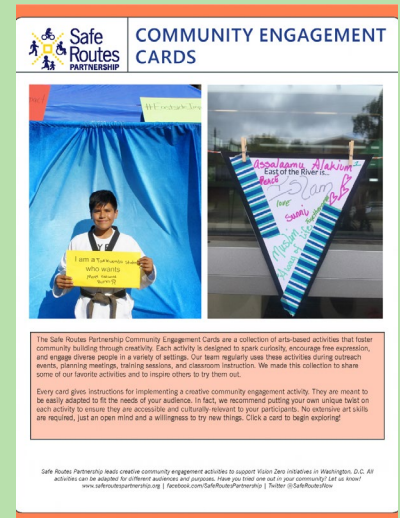 Safe
Routes
PARTNERSHIP
COMMUNITY ENGAGEMENT
CARDS
I am a
who wants
Assalaamu Alaikum
East of the River is...
Peace
Islam
love
Sunni
Muslim
The Safe Routes Partnership Community Engagement Cards are a collection of arts-based activities that foster
community building through creativity. Each activity is designed to spark curiosity, encourage free expression,
and engage diverse people in a variety of settings. Our team regularly uses these activities during outreach
events, planning meetings, training sessions, and classroom instruction. We made this collection to share
some of our favorite activities and to inspire others to try them out.
Every card gives instructions for implementing a creative community engagement activity. They are meant to
be easily adapted to fit the needs of your audience. In fact, we recommend putting your own unique twist on
each activity to ensure they are accessible and culturally-relevant to your participants. No extensive art skills
are required, just an open mind and a willingness to try new things. Click a card to begin exploring!
Safe Routes Partnership leads creative community engagement activities to support Vision Zero initiatives in Washington, D.C. All
activities can be adapted for different audiences and purposes. Have you tried one out in your community? Let us know!
www.saferoutespartnership.org | facebook.com/SafeRoutesPartnership | Twitter @SafeRoutesNow